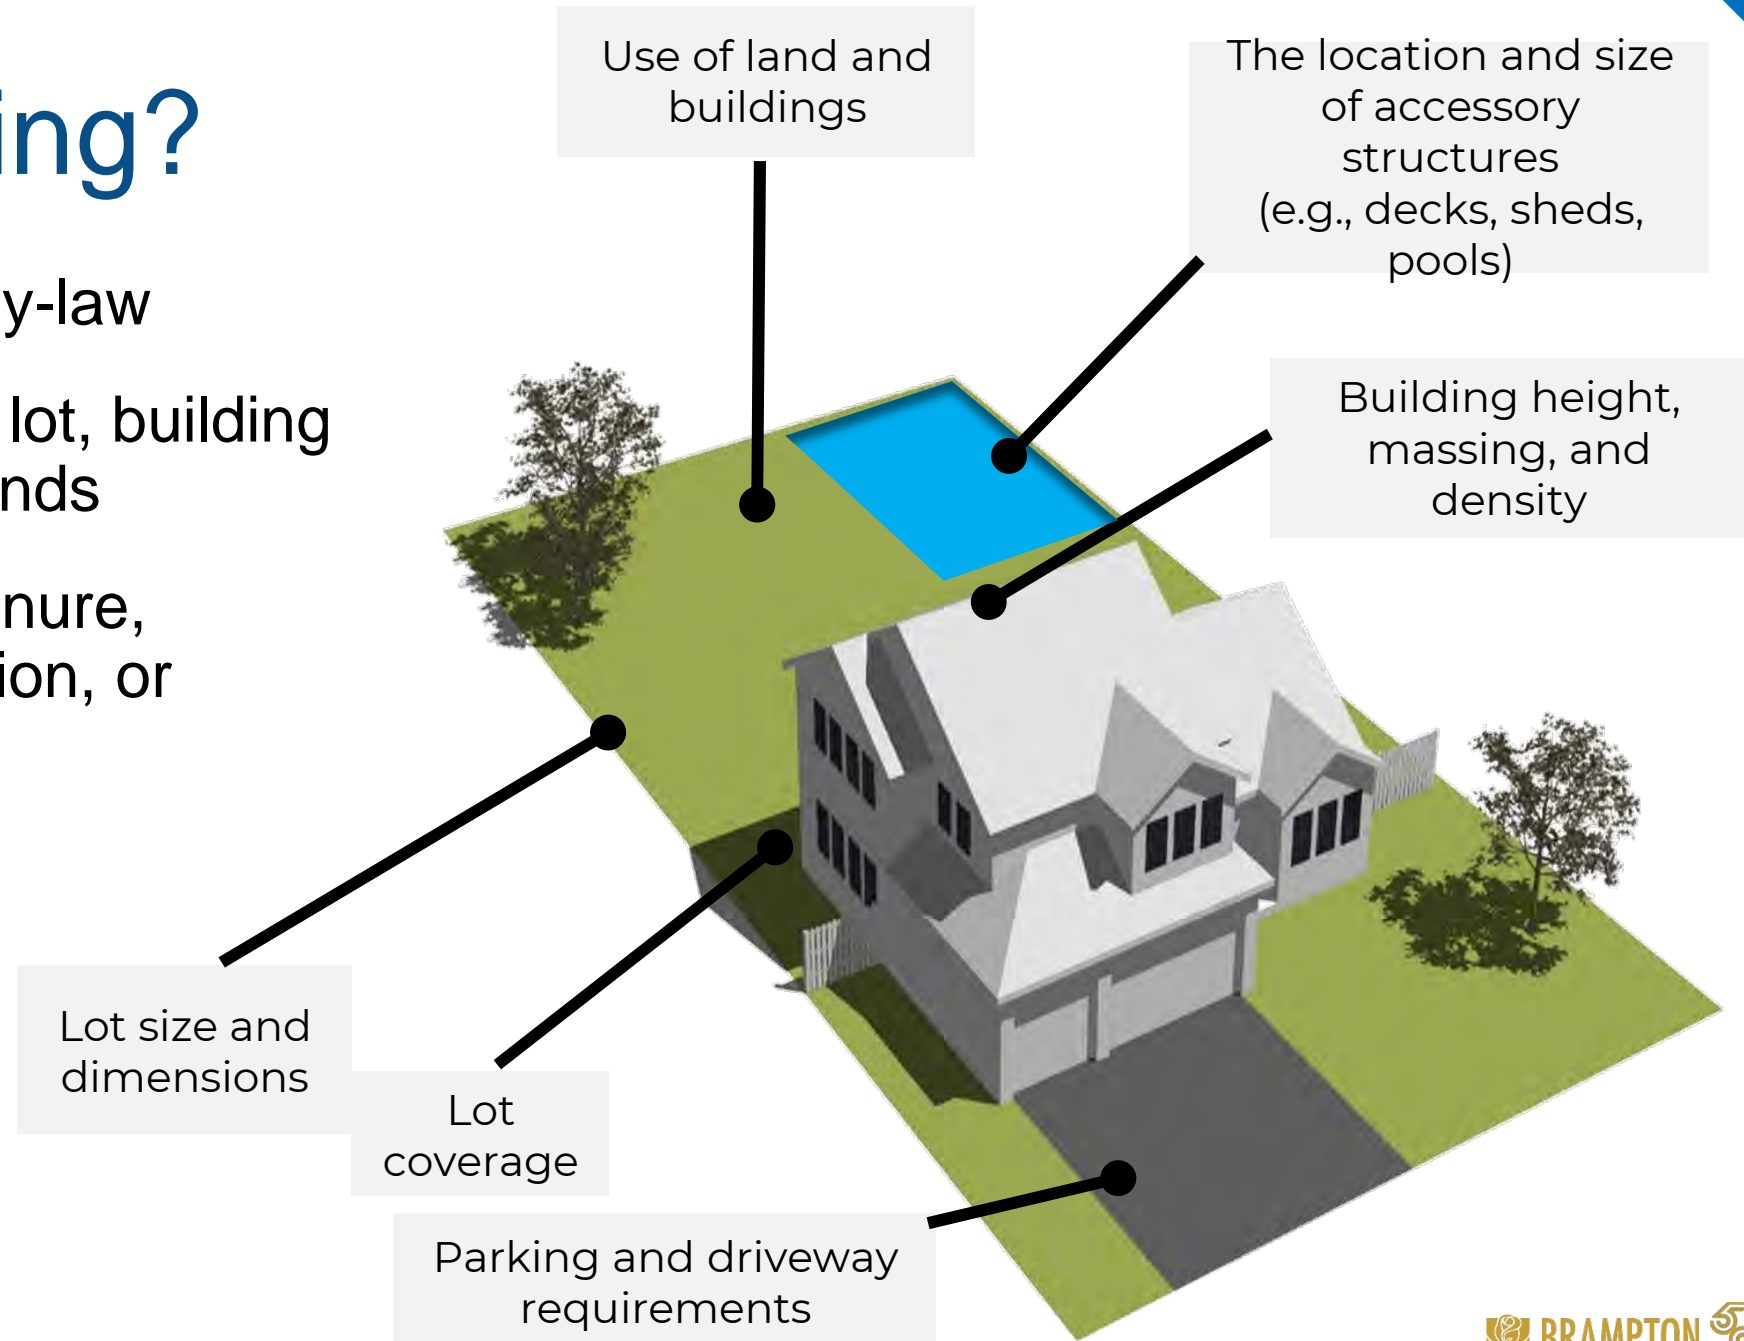 ing?
y-law
lot, building
nds
nure,
ion, or
Use of land and
buildings
The location and size
of accessory
structures
(e.g., decks, sheds,
pools)
Building height,
massing, and
density
Lot size and
dimensions
Lot
coverage
Parking and driveway
requirements
BRAMPTON